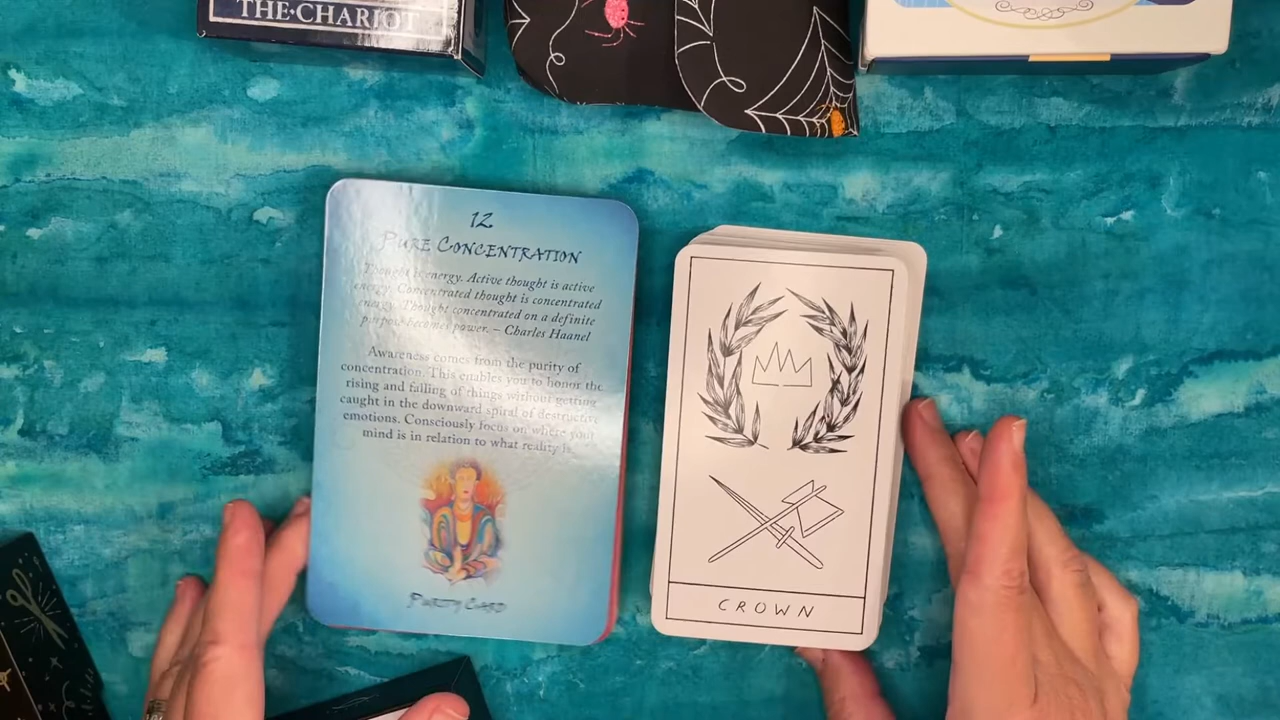 THE·CHARIOT
12
PURE CONCENTRATION
Thought is energy. Active thought is active
energy. Concentrated thought is concentrated
energy. Thought concentrated on a definite
purpose becomes power. – Charles Haanel
Awareness comes from the purity of
concentration. This enables you to honor the
rising and falling of things without getting
caught in the downward spiral of destructive
emotions. Consciously focus on where your
mind is in relation to what reality is.
PURITY CARD
CROWN